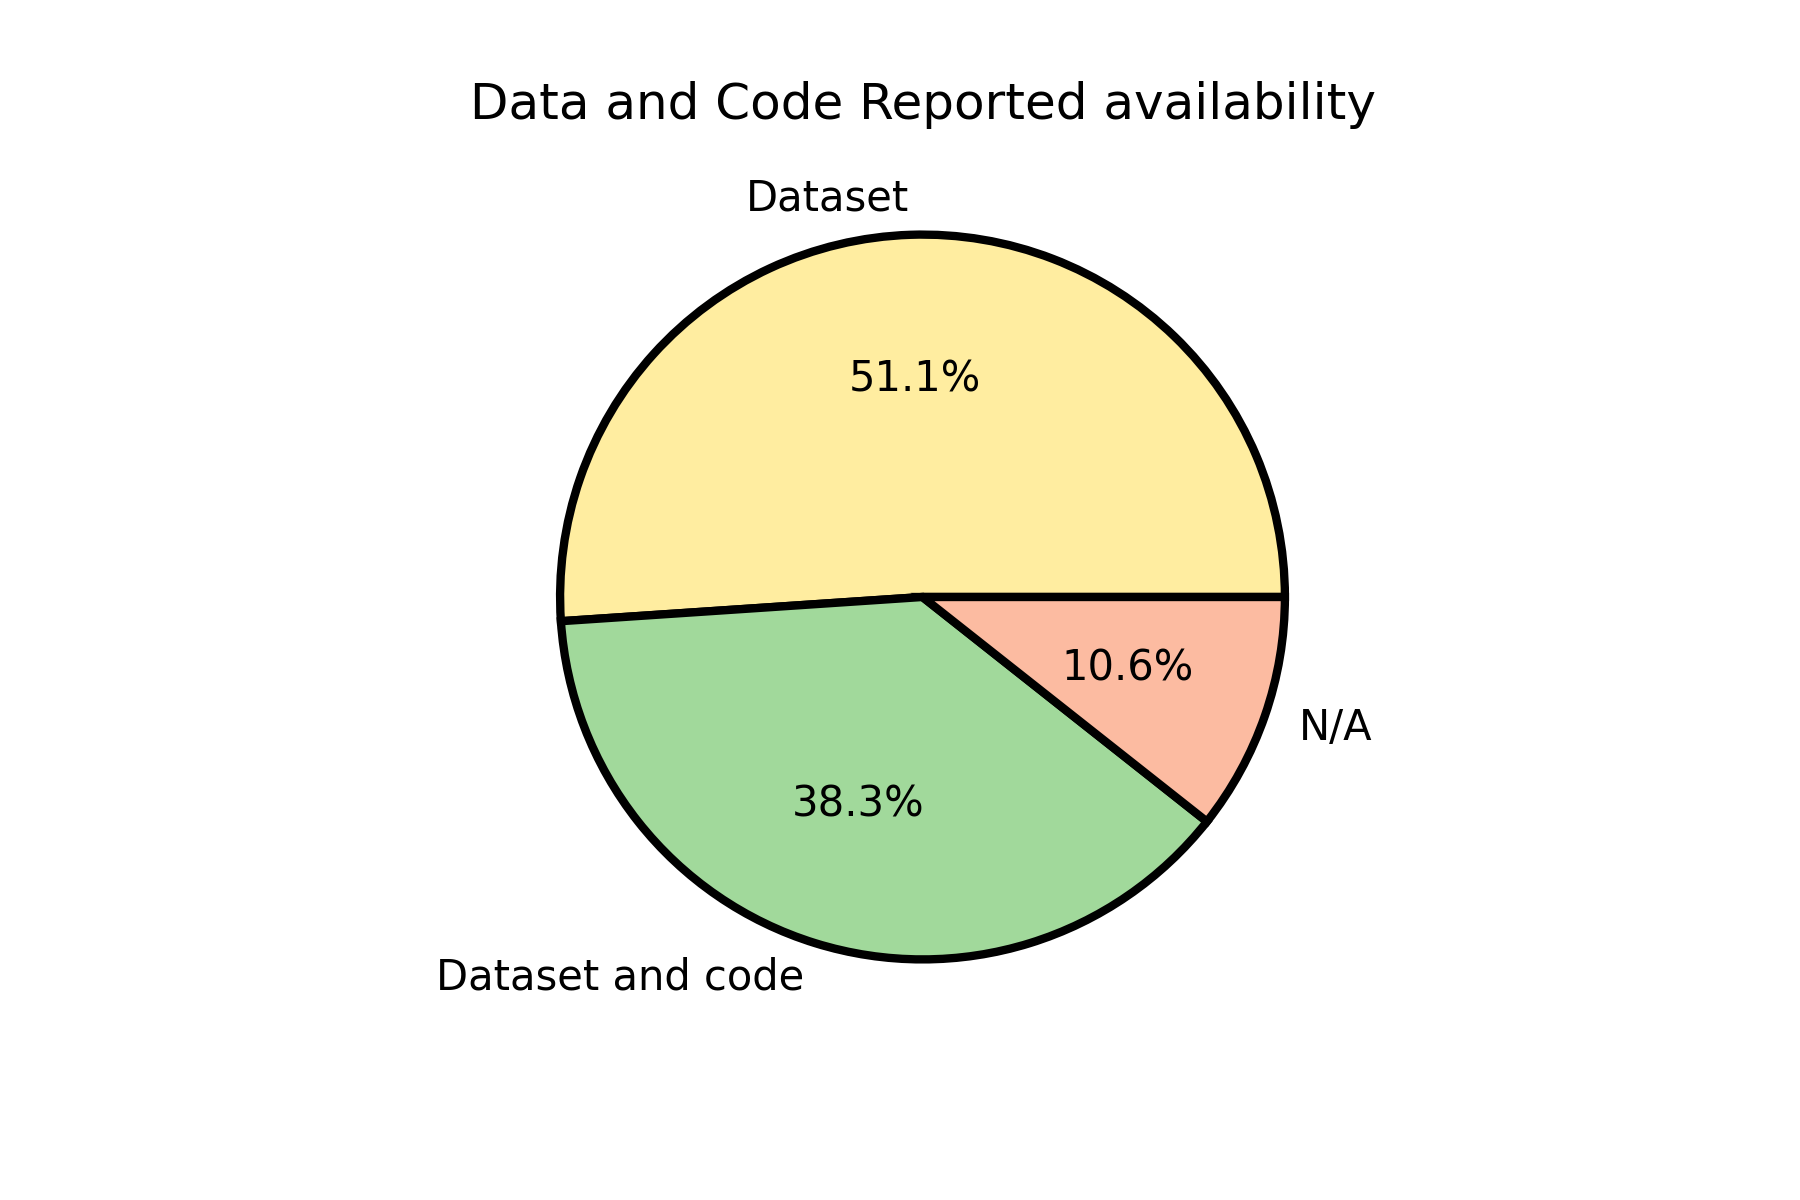 Data and Code Reported availability
Dataset
51.1%
10.6%
N/A
38.3%
Dataset and code